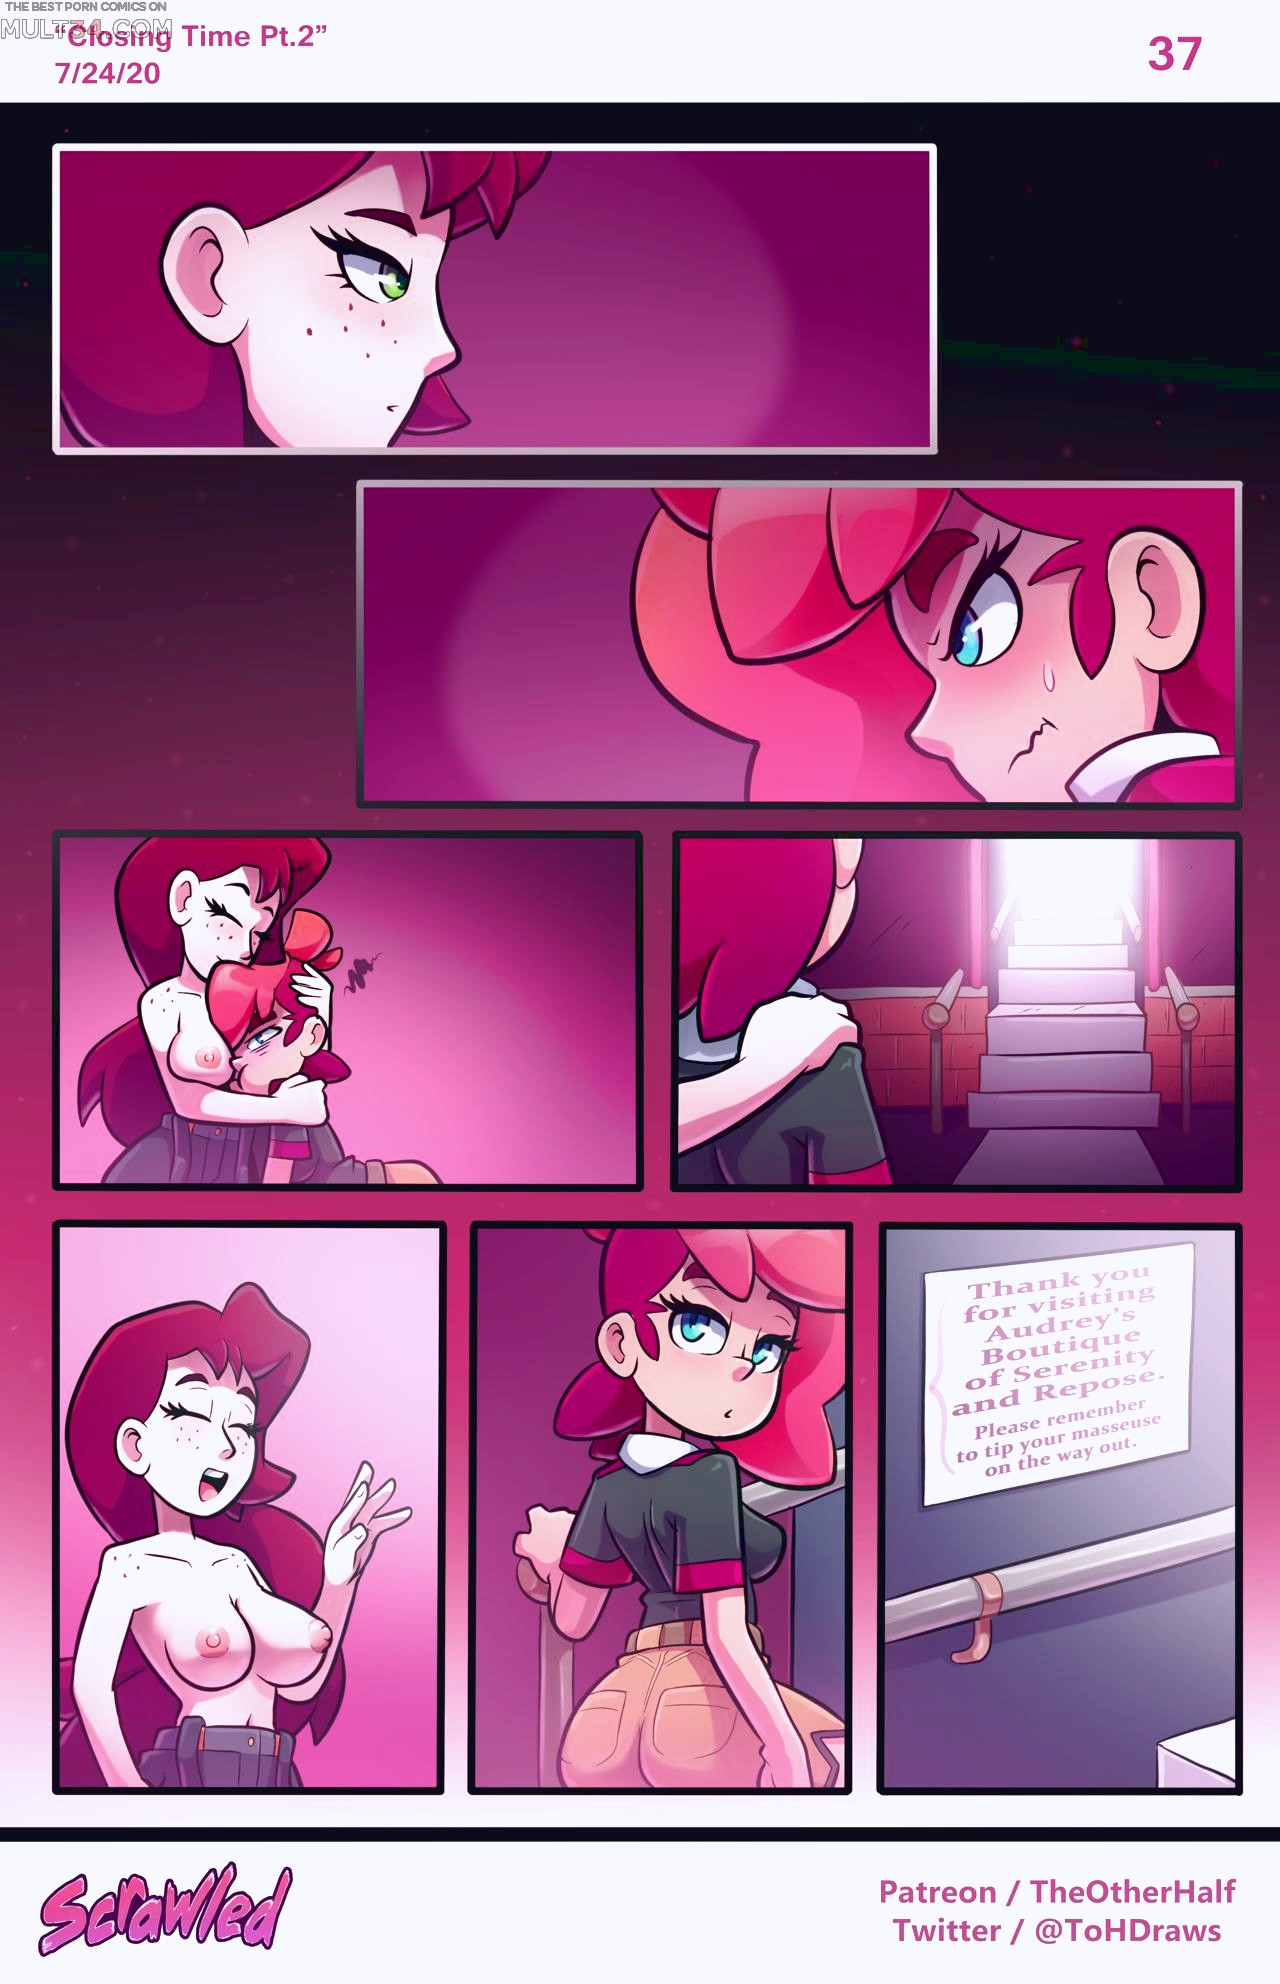 THE BEST PORN COMICS ON
MULT34.COM
“Closing Time Pt.2”
7/24/20
37
Thank you
for visiting
Audrey's
Boutique
of Serenity
and Repose.
Please remember
to tip your masseuse
on the way out.
Scrawled
Patreon / TheOtherHalf
Twitter / @ToHDraws